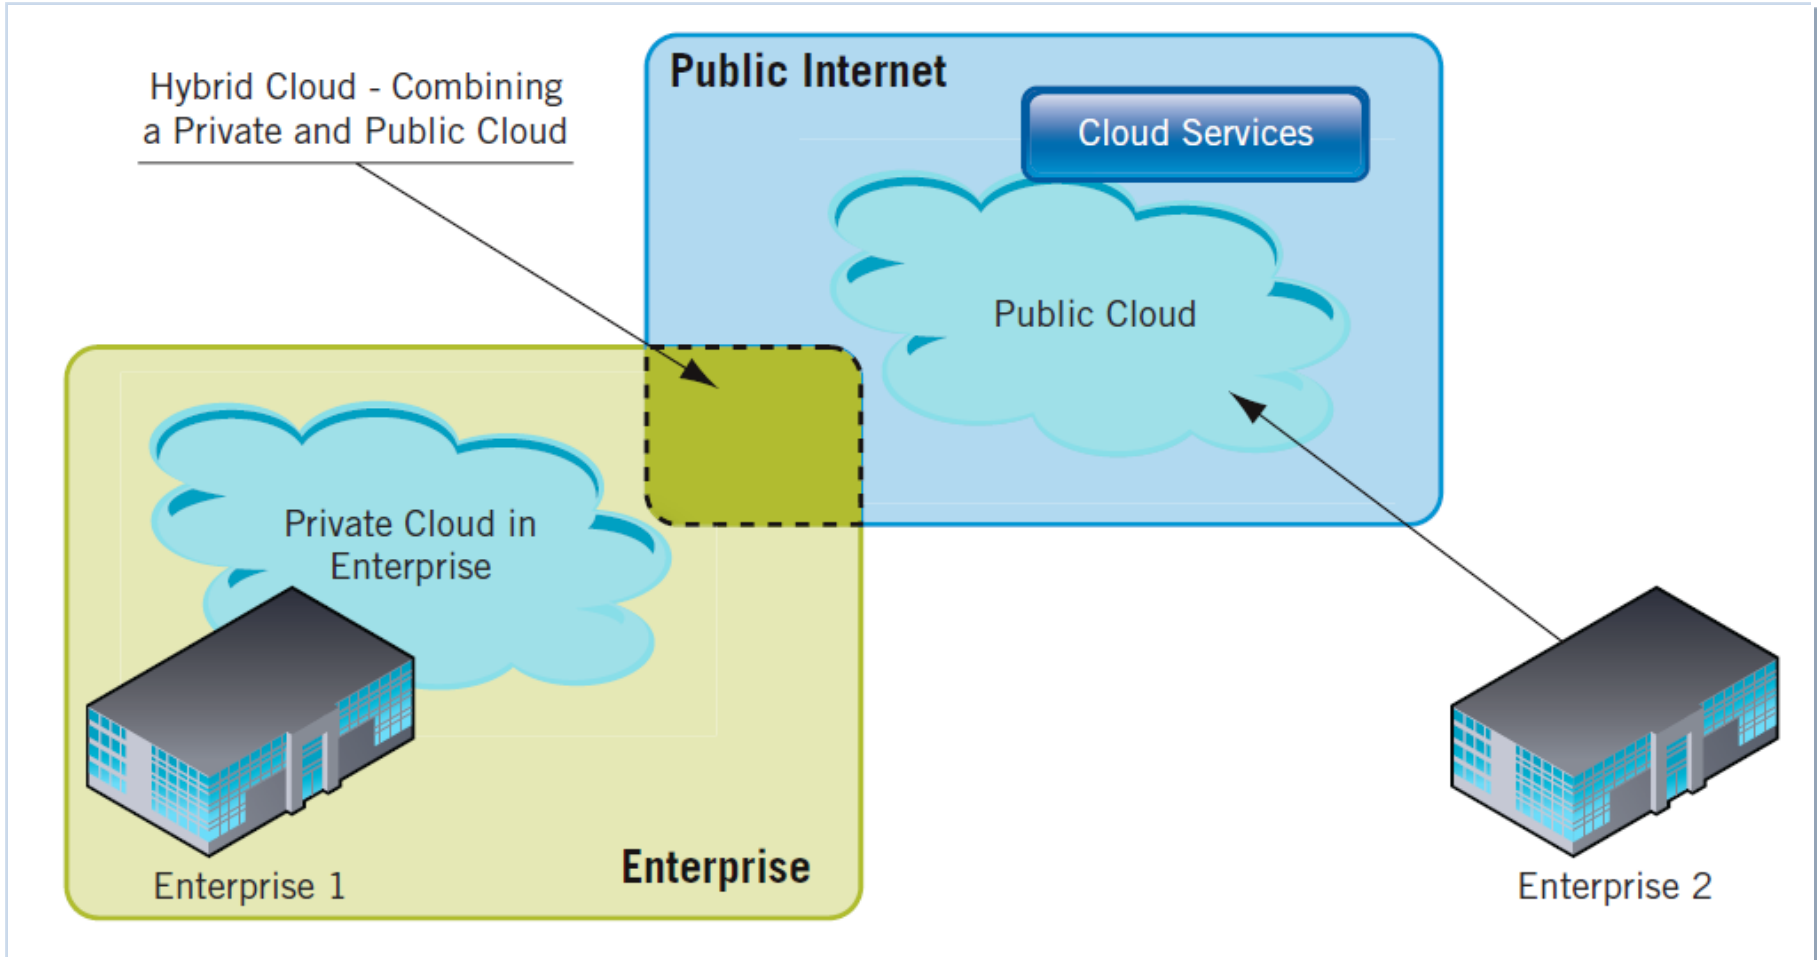 Hybrid Cloud - Combining
a Private and Public Cloud
Public Internet
Cloud Services
Public Cloud
Private Cloud in
Enterprise
Enterprise 1
Enterprise
Enterprise 2